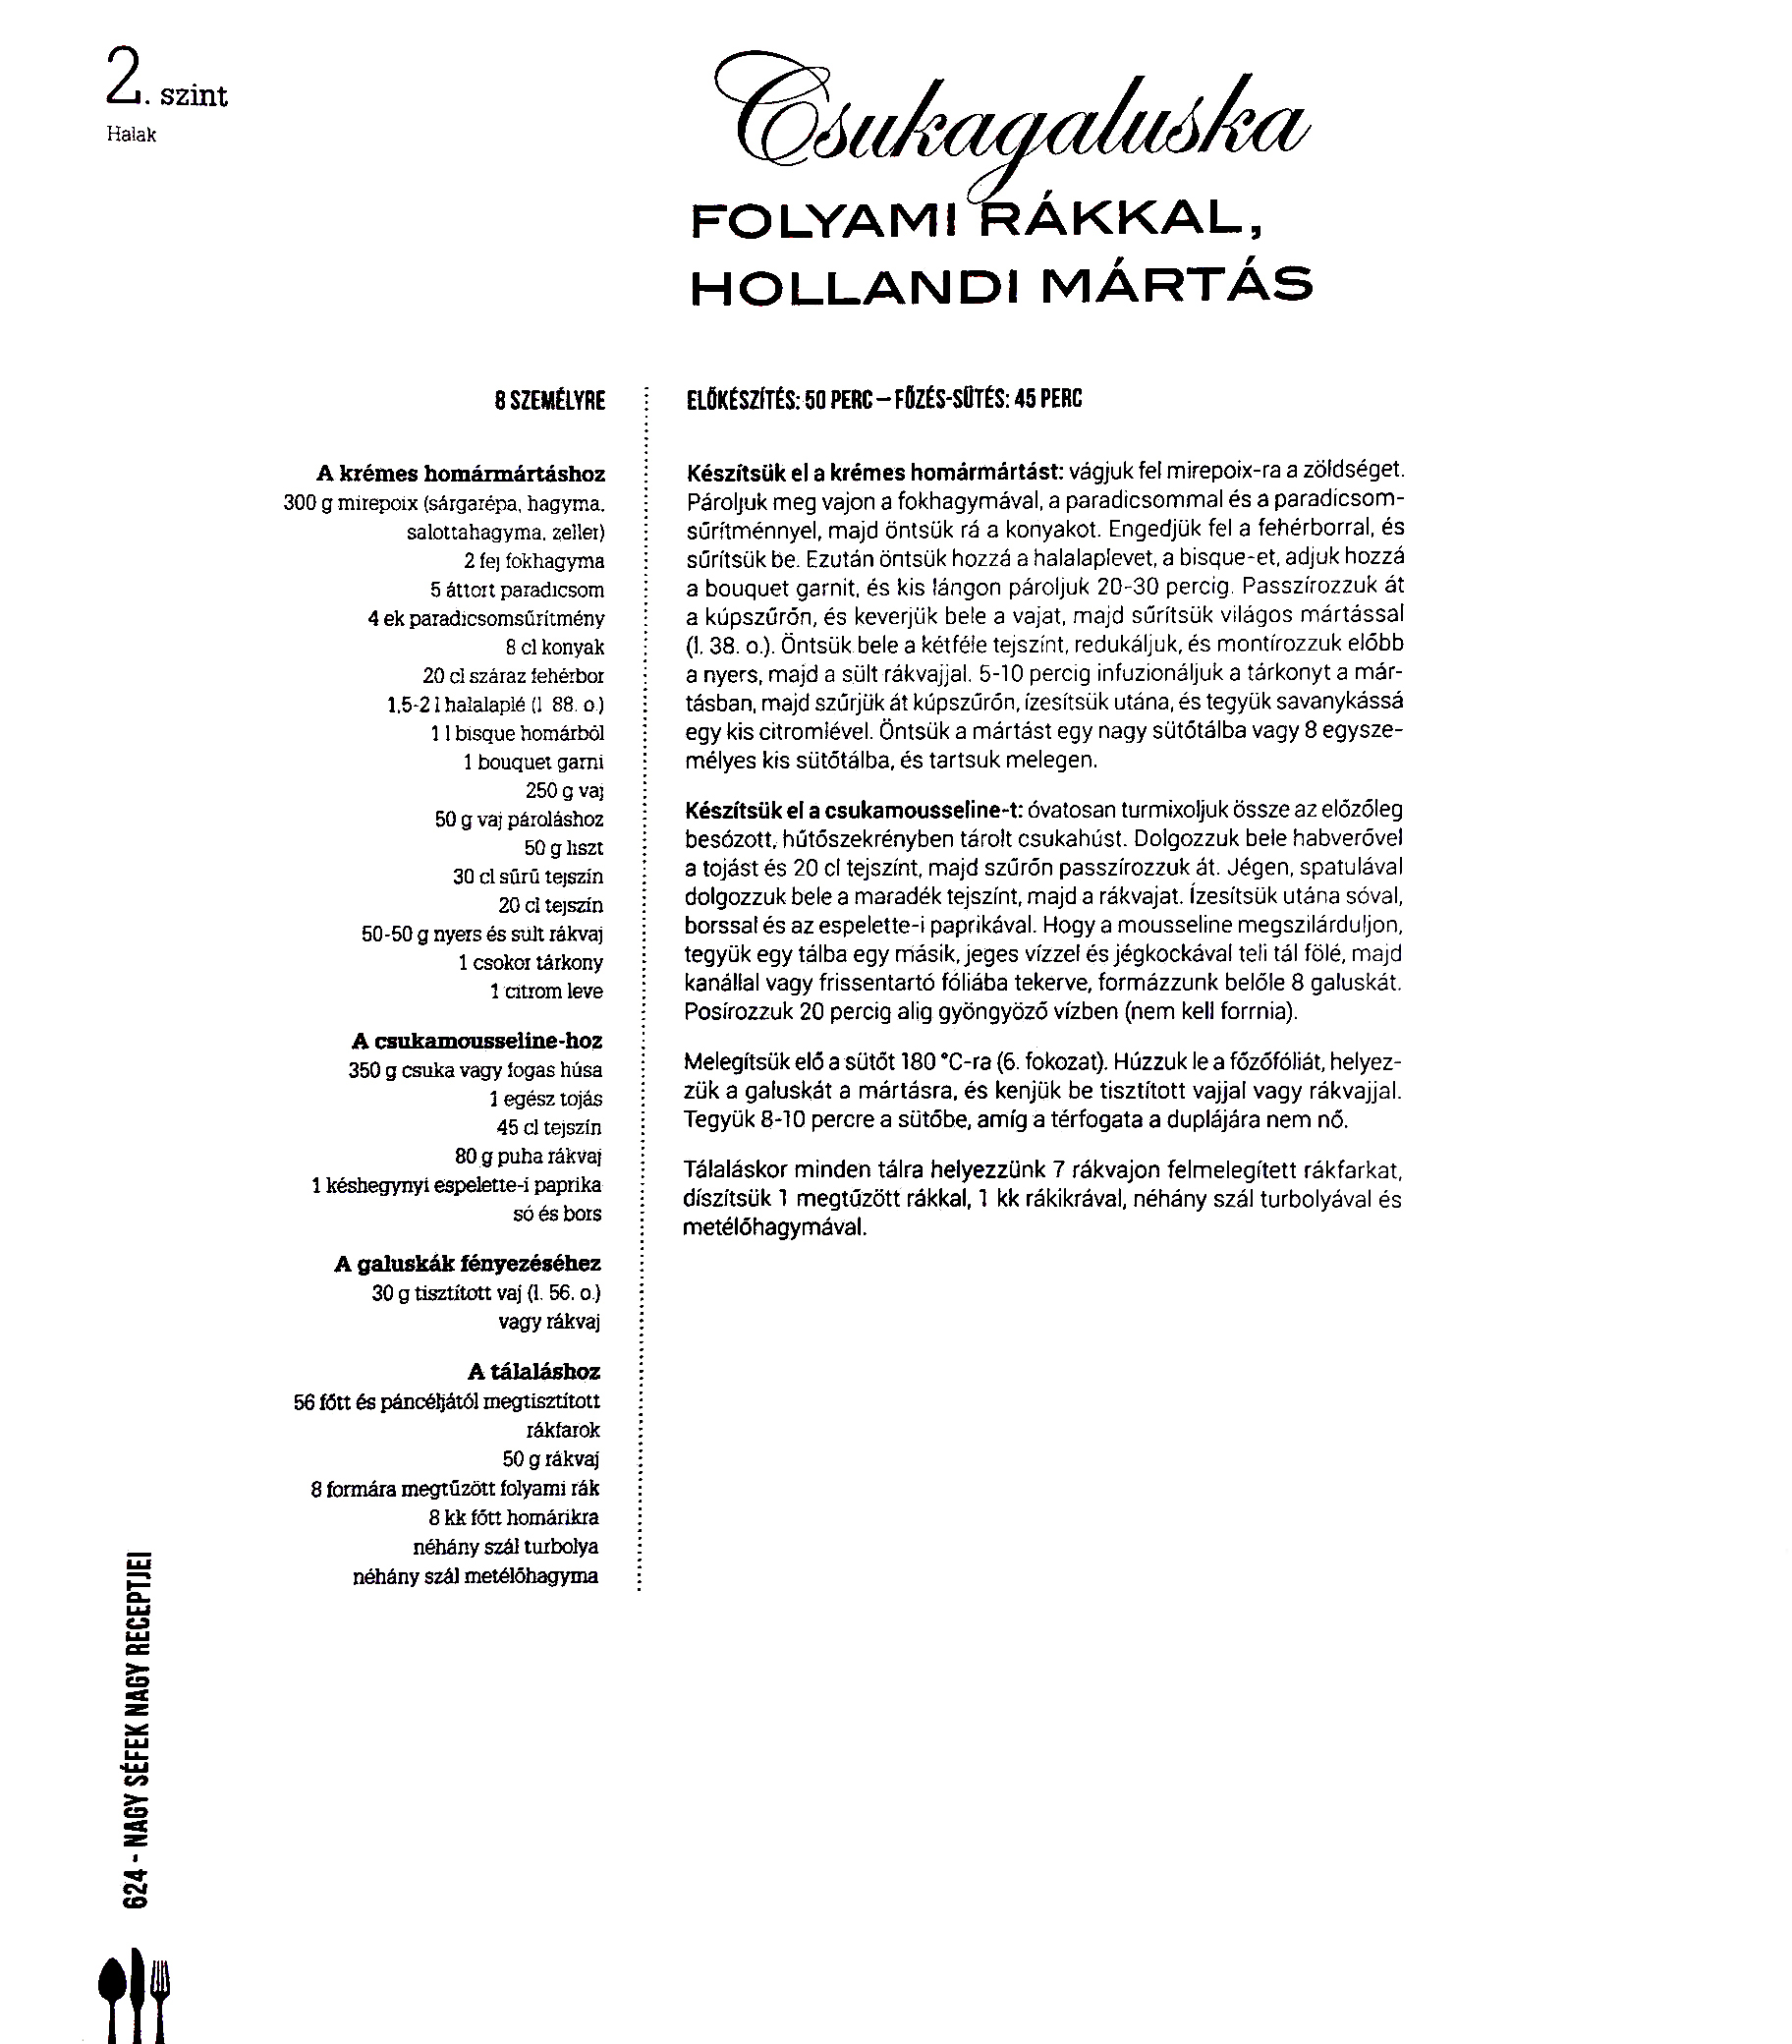 2. szint
Halak
Csukagaluska
FOLYAMI RÁKKAL,
HOLLANDI MÁRTÁS
8 SZEMÉLYRE
A krémes homármártáshoz
300 g mirepoix (sárgarépa, hagyma,
salottahagyma, zeller)
2 fej fokhagyma
5 áttört paradicsom
4 ek paradicsomsűrítmény
8 cl konyak
20 cl száraz fehérbor
1,5-2 l halalaplé (l. 88. o.)
1 l bisque homárból
1 bouquet garni
250 g vaj
50 g vaj pároláshoz
50 g liszt
30 cl sűrű tejszín
20 cl tejszín
50-50 g nyers és sült rákvaj
1 csokor tárkony
1 citrom leve
A csukamousseline-hoz
350 g csuka vagy fogas húsa
1 egész tojás
45 cl tejszín
80 g puha rákvaj
1 késhegynyi espelette-i paprika
só és bors
A galuskák fényezéséhez
30 g tisztított vaj (l. 56. o.)
vagy rákvaj
A tálaláshoz
56 főtt és páncéljától megtisztított
rákfarok
50 g rákvaj
8 formára megtűzött folyami rák
8 kk főtt homárikra
néhány szál turbolya
néhány szál metélőhagyma
ELŐKÉSZÍTÉS: 50 PERC – FŐZÉS-SÜTÉS: 45 PERC
Készítsük el a krémes homármártást: vágjuk fel mirepoix-ra a zöldséget.
Pároljuk meg vajon a fokhagymával, a paradicsommal és a paradicsom-
sűrítménnyel, majd öntsük rá a konyakot. Engedjük fel a fehérborral, és
sűrítsük be. Ezután öntsük hozzá a halalaplevet, a bisque-et, adjuk hozzá
a bouquet garnit, és kis lángon pároljuk 20-30 percig. Passzírozzuk át
a kúpszűrőn, és keverjük bele a vajat, majd sűrítsük világos mártással
(l. 38. o.). Öntsük bele a kétféle tejszínt, redukáljuk, és montírozzuk előbb
a nyers, majd a sült rákvajjal. 5-10 percig infuzionáljuk a tárkonyt a már-
tásban, majd szűrjük át kúpszűrőn, ízesítsük utána, és tegyük savanykássá
egy kis citromlével. Öntsük a mártást egy nagy sütőtálba vagy 8 egysze-
mélyes kis sütőtálba, és tartsuk melegen.
Készítsük el a csukamousseline-t: óvatosan turmixoljuk össze az előzőleg
besózott, hűtőszekrényben tárolt csukahúst. Dolgozzuk bele habverővel
a tojást és 20 cl tejszínt, majd szűrőn passzírozzuk át. Jégen, spatulával
dolgozzuk bele a maradék tejszínt, majd a rákvajat. Ízesítsük utána sóval,
borssal és az espelette-i paprikával. Hogy a mousseline megszilárduljon,
tegyük egy tálba egy másik, jeges vízzel és jégkockával teli tál fölé, majd
kanállal vagy frissentartó fóliába tekerve, formázzunk belőle 8 galuskát.
Posírozzuk 20 percig alig gyöngyöző vízben (nem kell forrnia).
Melegítsük elő a sütőt 180 °C-ra (6. fokozat). Húzzuk le a főzőfóliát, helyez-
zük a galuskát a mártásra, és kenjük be tisztított vajjal vagy rákvajjal.
Tegyük 8-10 percre a sütőbe, amíg a térfogata a duplájára nem nő.
Tálaláskor minden tálra helyezzünk 7 rákvajon felmelegített rákfarkat,
díszítsük 1 megtűzött rákkal, 1 kk rákikrával, néhány szál turbolyával és
metélőhagymával.
624 - NAGY SÉFEK NAGY RECEPTJEI